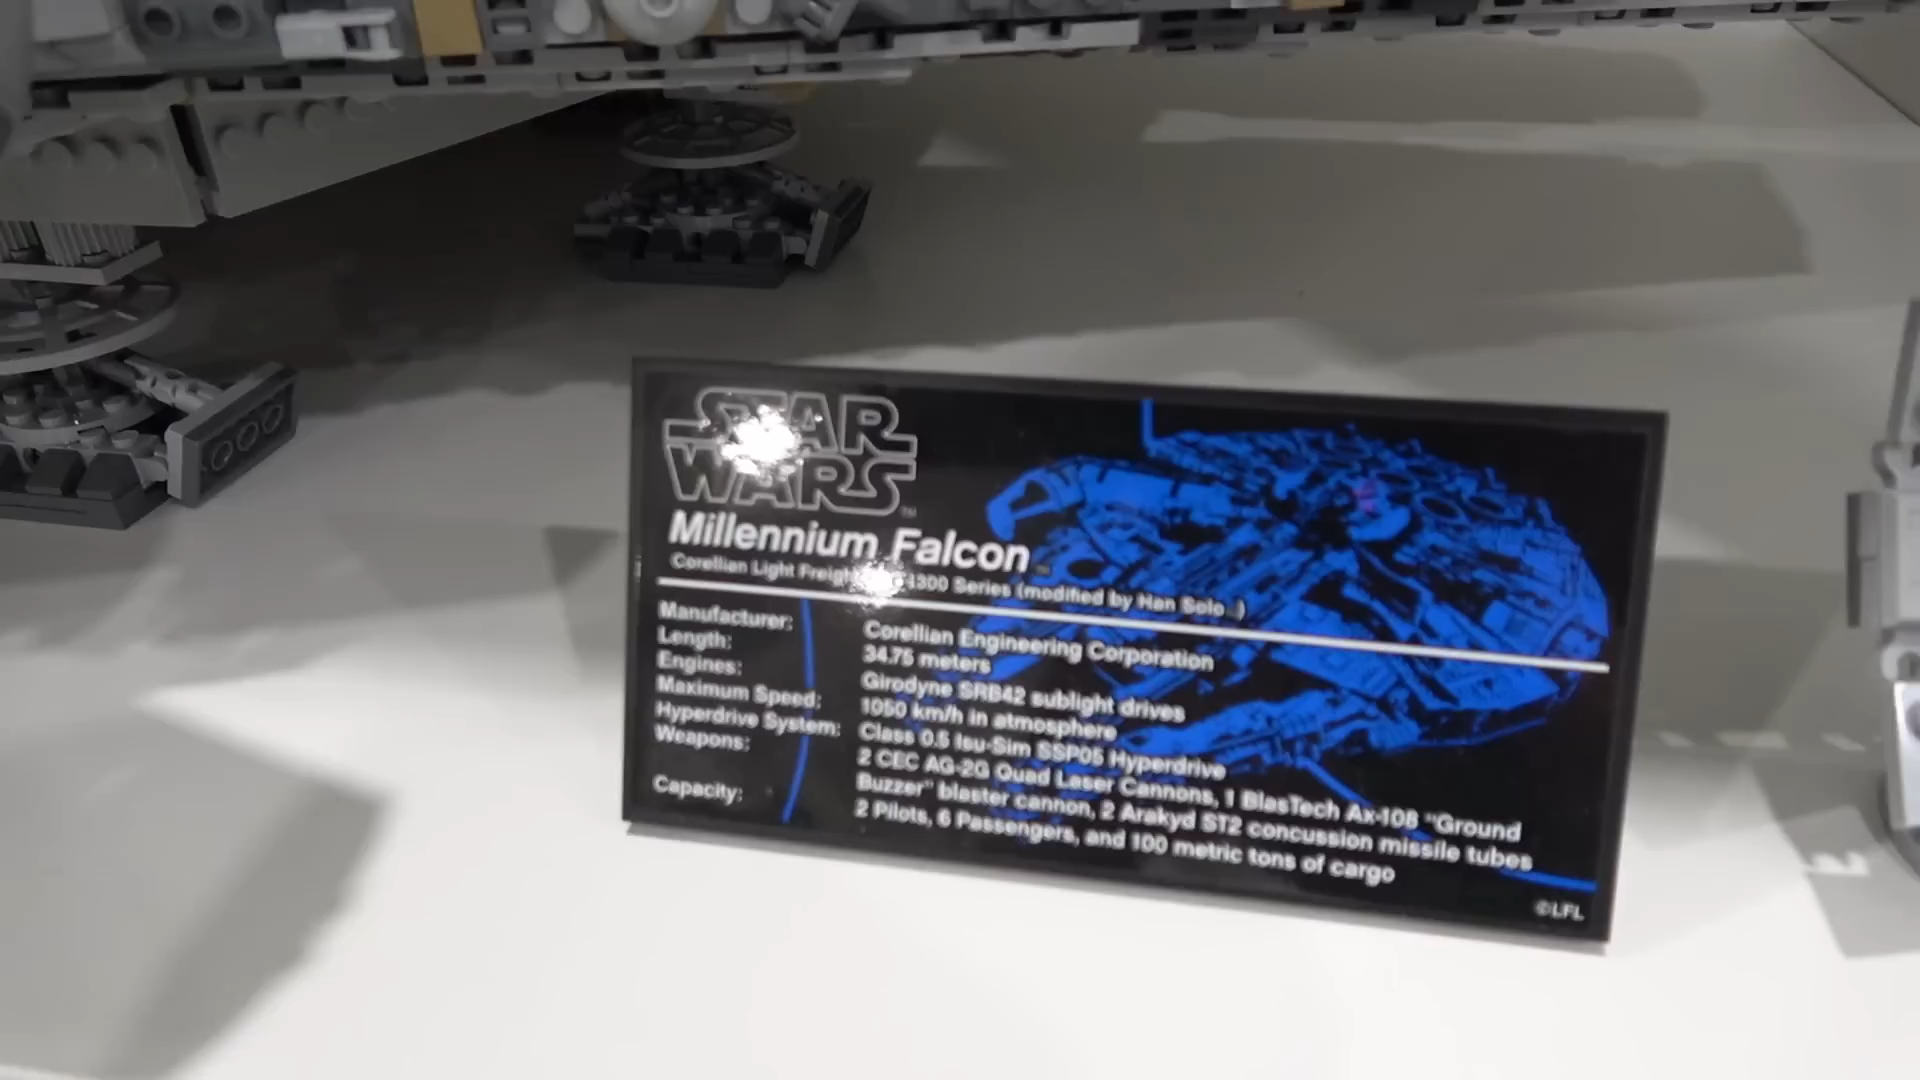 STAR
WARS™
Millennium Falcon
Corellian Light Freigh 1300 Series (modified by Han Solo )
Manufacturer: Corellian Engineering Corporation
Length: 34.75 meters
Engines: Girodyne SRB42 sublight drives
Maximum Speed: 1050 km/h in atmosphere
Hyperdrive System: Class 0.5 Isu-Sim SSP05 Hyperdrive
Weapons: 2 CEC AG-2G Quad Laser Cannons, 1 BlasTech Ax-108 "Ground
Buzzer" blaster cannon, 2 Arakyd ST2 concussion missile tubes
Capacity: 2 Pilots, 6 Passengers, and 100 metric tons of cargo
©LFL